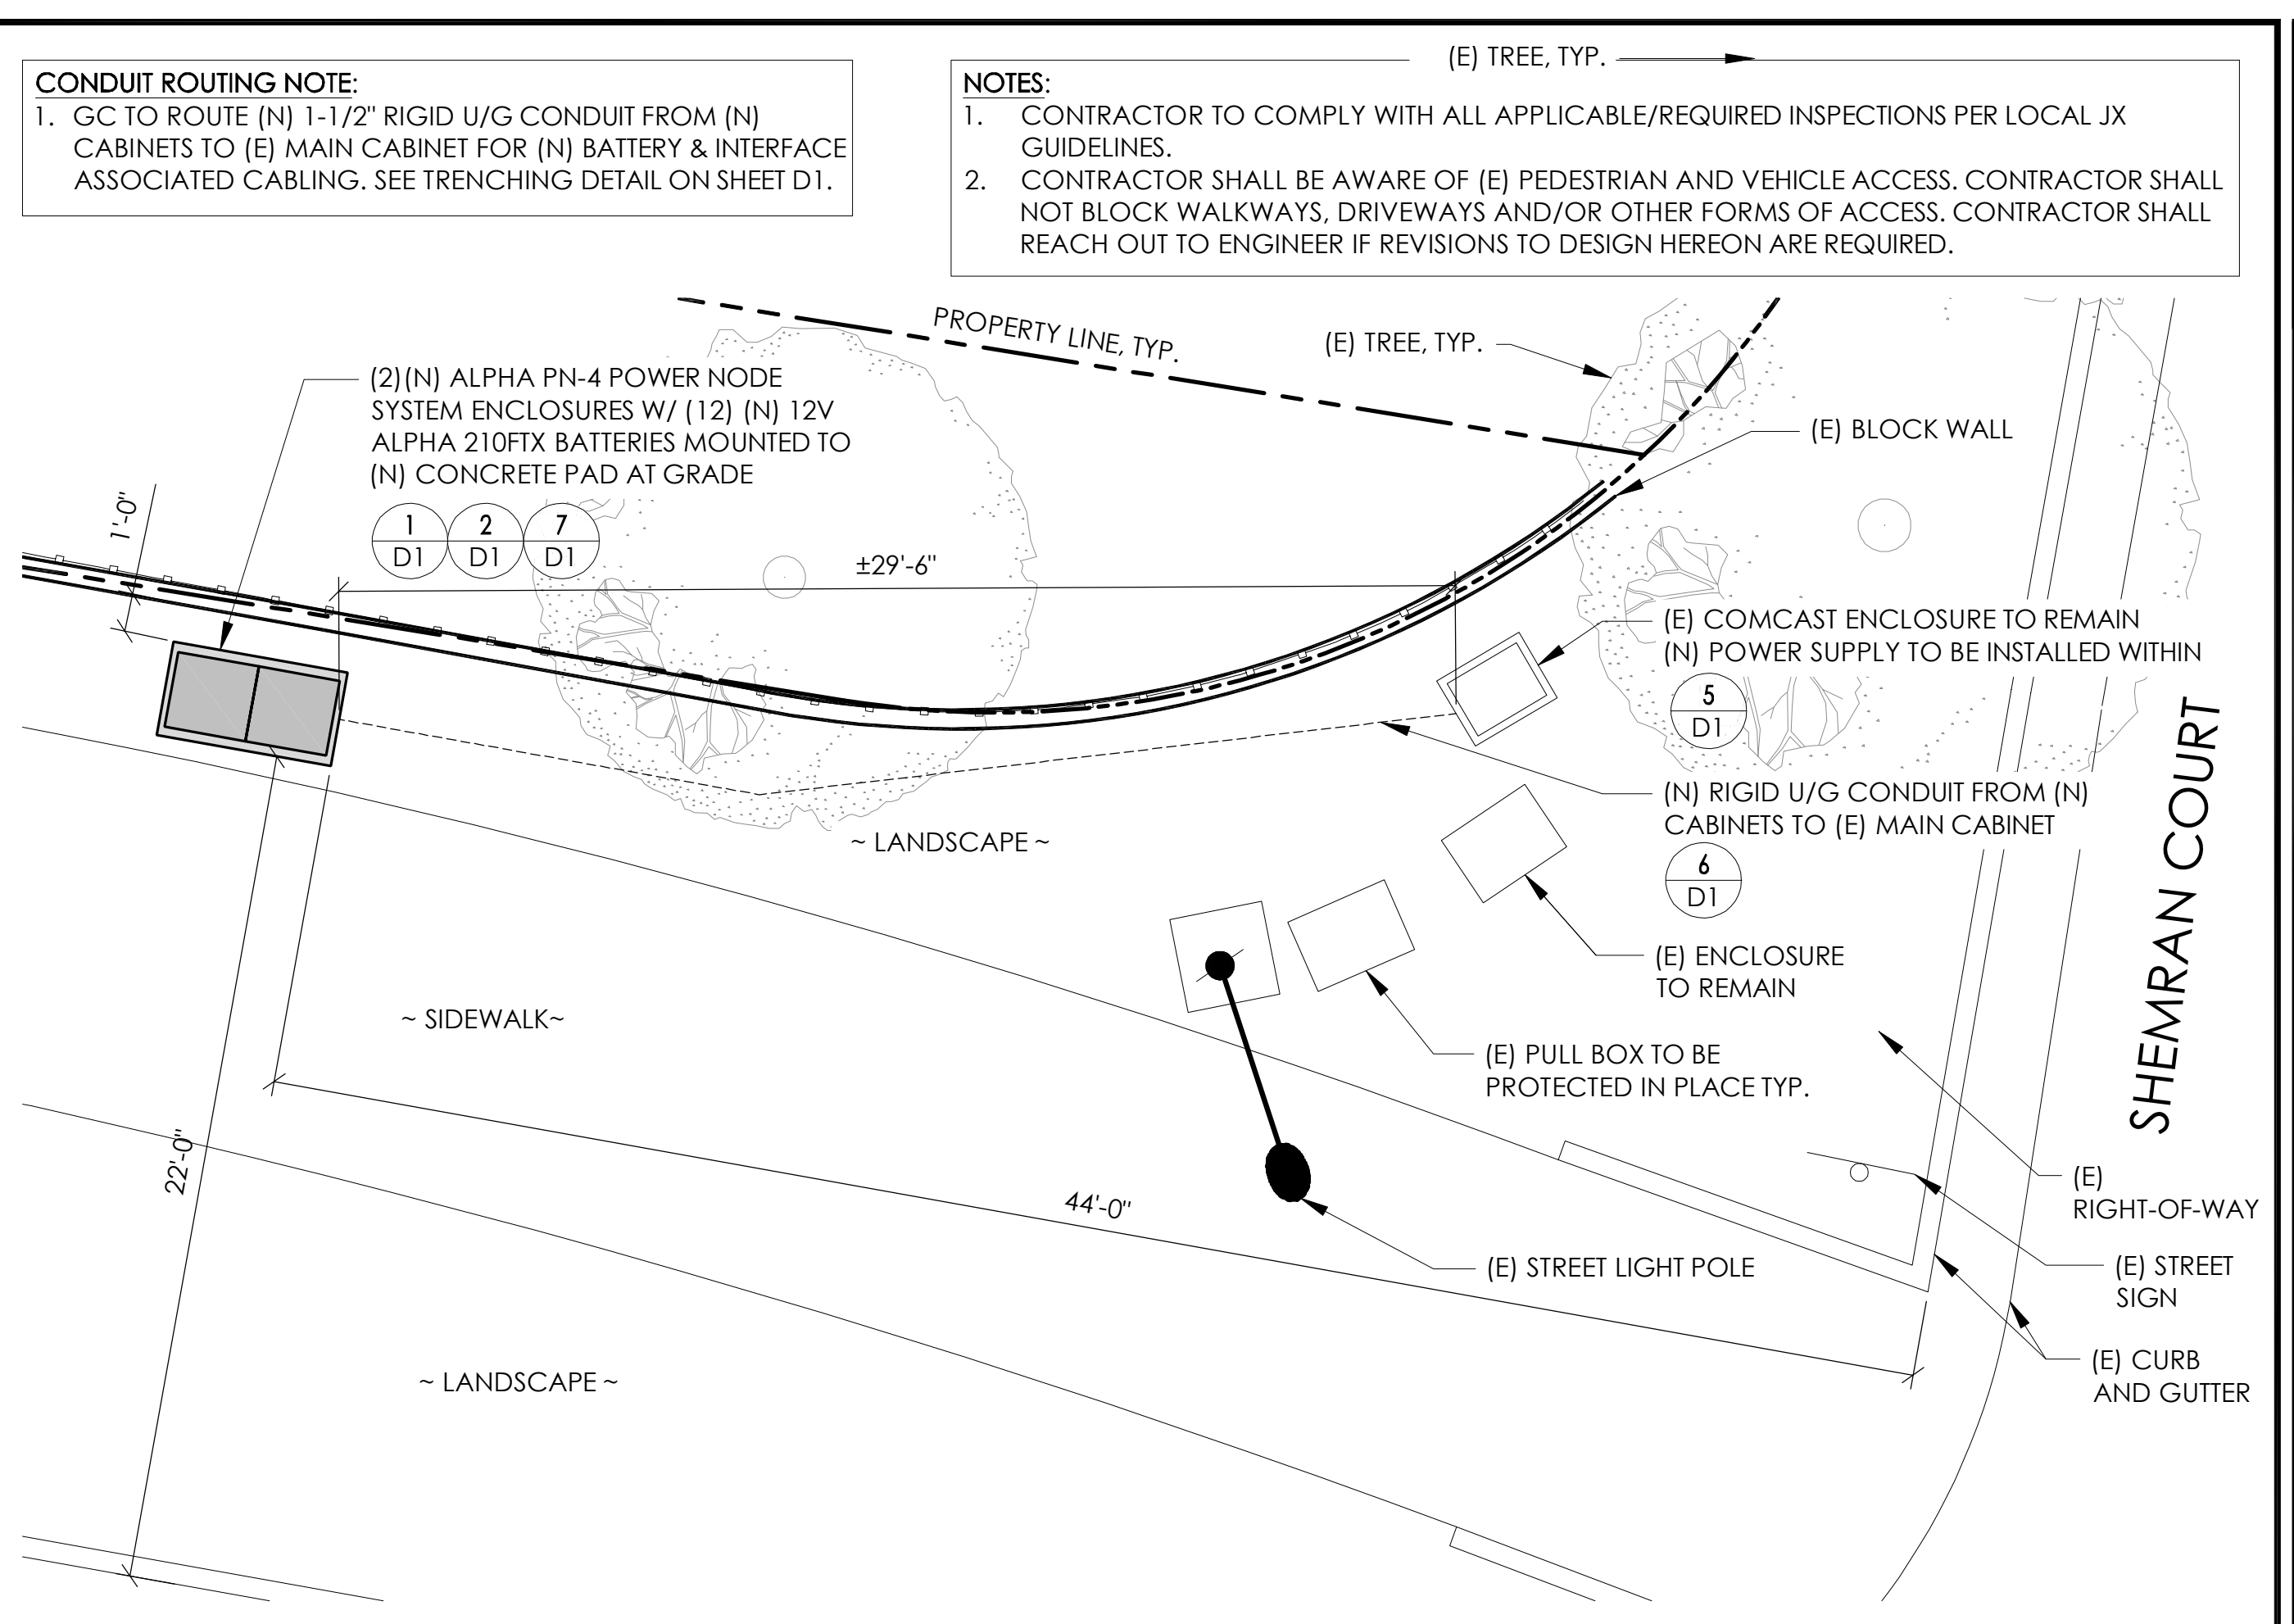 (E) TREE, TYP.
CONDUIT ROUTING NOTE:
1. GC TO ROUTE (N) 1-1/2" RIGID U/G CONDUIT FROM (N)
CABINETS TO (E) MAIN CABINET FOR (N) BATTERY & INTERFACE
ASSOCIATED CABLING. SEE TRENCHING DETAIL ON SHEET D1.
NOTES:
1. CONTRACTOR TO COMPLY WITH ALL APPLICABLE/REQUIRED INSPECTIONS PER LOCAL JX
GUIDELINES.
2. CONTRACTOR SHALL BE AWARE OF (E) PEDESTRIAN AND VEHICLE ACCESS. CONTRACTOR SHALL
NOT BLOCK WALKWAYS, DRIVEWAYS AND/OR OTHER FORMS OF ACCESS. CONTRACTOR SHALL
REACH OUT TO ENGINEER IF REVISIONS TO DESIGN HEREON ARE REQUIRED.
PROPERTY LINE, TYP.
(E) TREE, TYP.
(2)(N) ALPHA PN-4 POWER NODE
SYSTEM ENCLOSURES W/ (12) (N) 12V
ALPHA 210FTX BATTERIES MOUNTED TO
(N) CONCRETE PAD AT GRADE
(E) BLOCK WALL
1'-0"
1 2 7
D1 D1 D1
±29'-6"
(E) COMCAST ENCLOSURE TO REMAIN
(N) POWER SUPPLY TO BE INSTALLED WITHIN
5
D1
(N) RIGID U/G CONDUIT FROM (N)
CABINETS TO (E) MAIN CABINET
6
D1
SHEMRAN COURT
~ LANDSCAPE ~
(E) ENCLOSURE
TO REMAIN
~ SIDEWALK~
(E) PULL BOX TO BE
PROTECTED IN PLACE TYP.
22'-0"
44'-0"
(E)
RIGHT-OF-WAY
(E) STREET LIGHT POLE
(E) STREET
SIGN
(E) CURB
AND GUTTER
~ LANDSCAPE ~